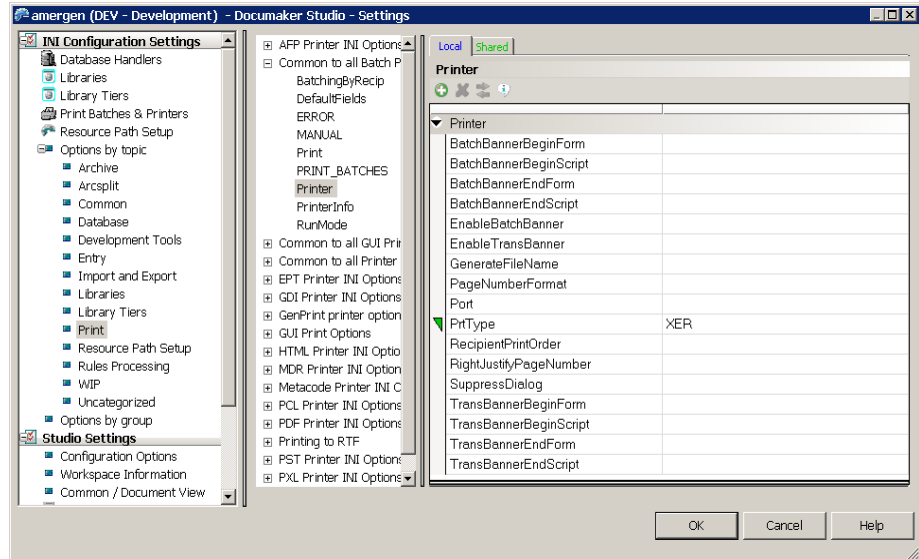 amergen (DEV - Development) - Documaker Studio - Settings
INI Configuration Settings
Database Handlers
Libraries
Library Tiers
Print Batches & Printers
Resource Path Setup
Options by topic
Archive
Arcsplit
Common
Database
Development Tools
Entry
Import and Export
Libraries
Library Tiers
Print
Resource Path Setup
Rules Processing
WIP
Uncategorized
Options by group
Studio Settings
Configuration Options
Workspace Information
Common / Document View
AFP Printer INI Options
Common to all Batch P
BatchingByRecip
DefaultFields
ERROR
MANUAL
Print
PRINT_BATCHES
Printer
PrinterInfo
RunMode
Common to all GUI Prin
Common to all Printer
EPT Printer INI Options
GDI Printer INI Options
GenPrint printer option
GUI Print Options
HTML Printer INI Optio
MDR Printer INI Option
Metacode Printer INI C
PCL Printer INI Options
PDF Printer INI Options
Printing to RTF
PST Printer INI Options
PXL Printer INI Options
Local Shared
Printer
Printer
BatchBannerBeginForm
BatchBannerBeginScript
BatchBannerEndForm
BatchBannerEndScript
EnableBatchBanner
EnableTransBanner
GenerateFileName
PageNumberFormat
Port
PrtType XER
RecipientPrintOrder
RightJustifyPageNumber
SuppressDialog
TransBannerBeginForm
TransBannerBeginScript
TransBannerEndForm
TransBannerEndScript
OK Cancel Help